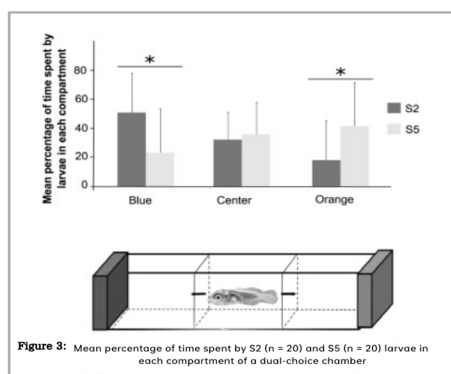 Mean percentage of time spent by
larvae in each compartment
80
60
40
20
0
*
*
S2
S5
Blue Center Orange
Figure 3: Mean percentage of time spent by S2 (n = 20) and S5 (n = 20) larvae in
each compartment of a dual-choice chamber